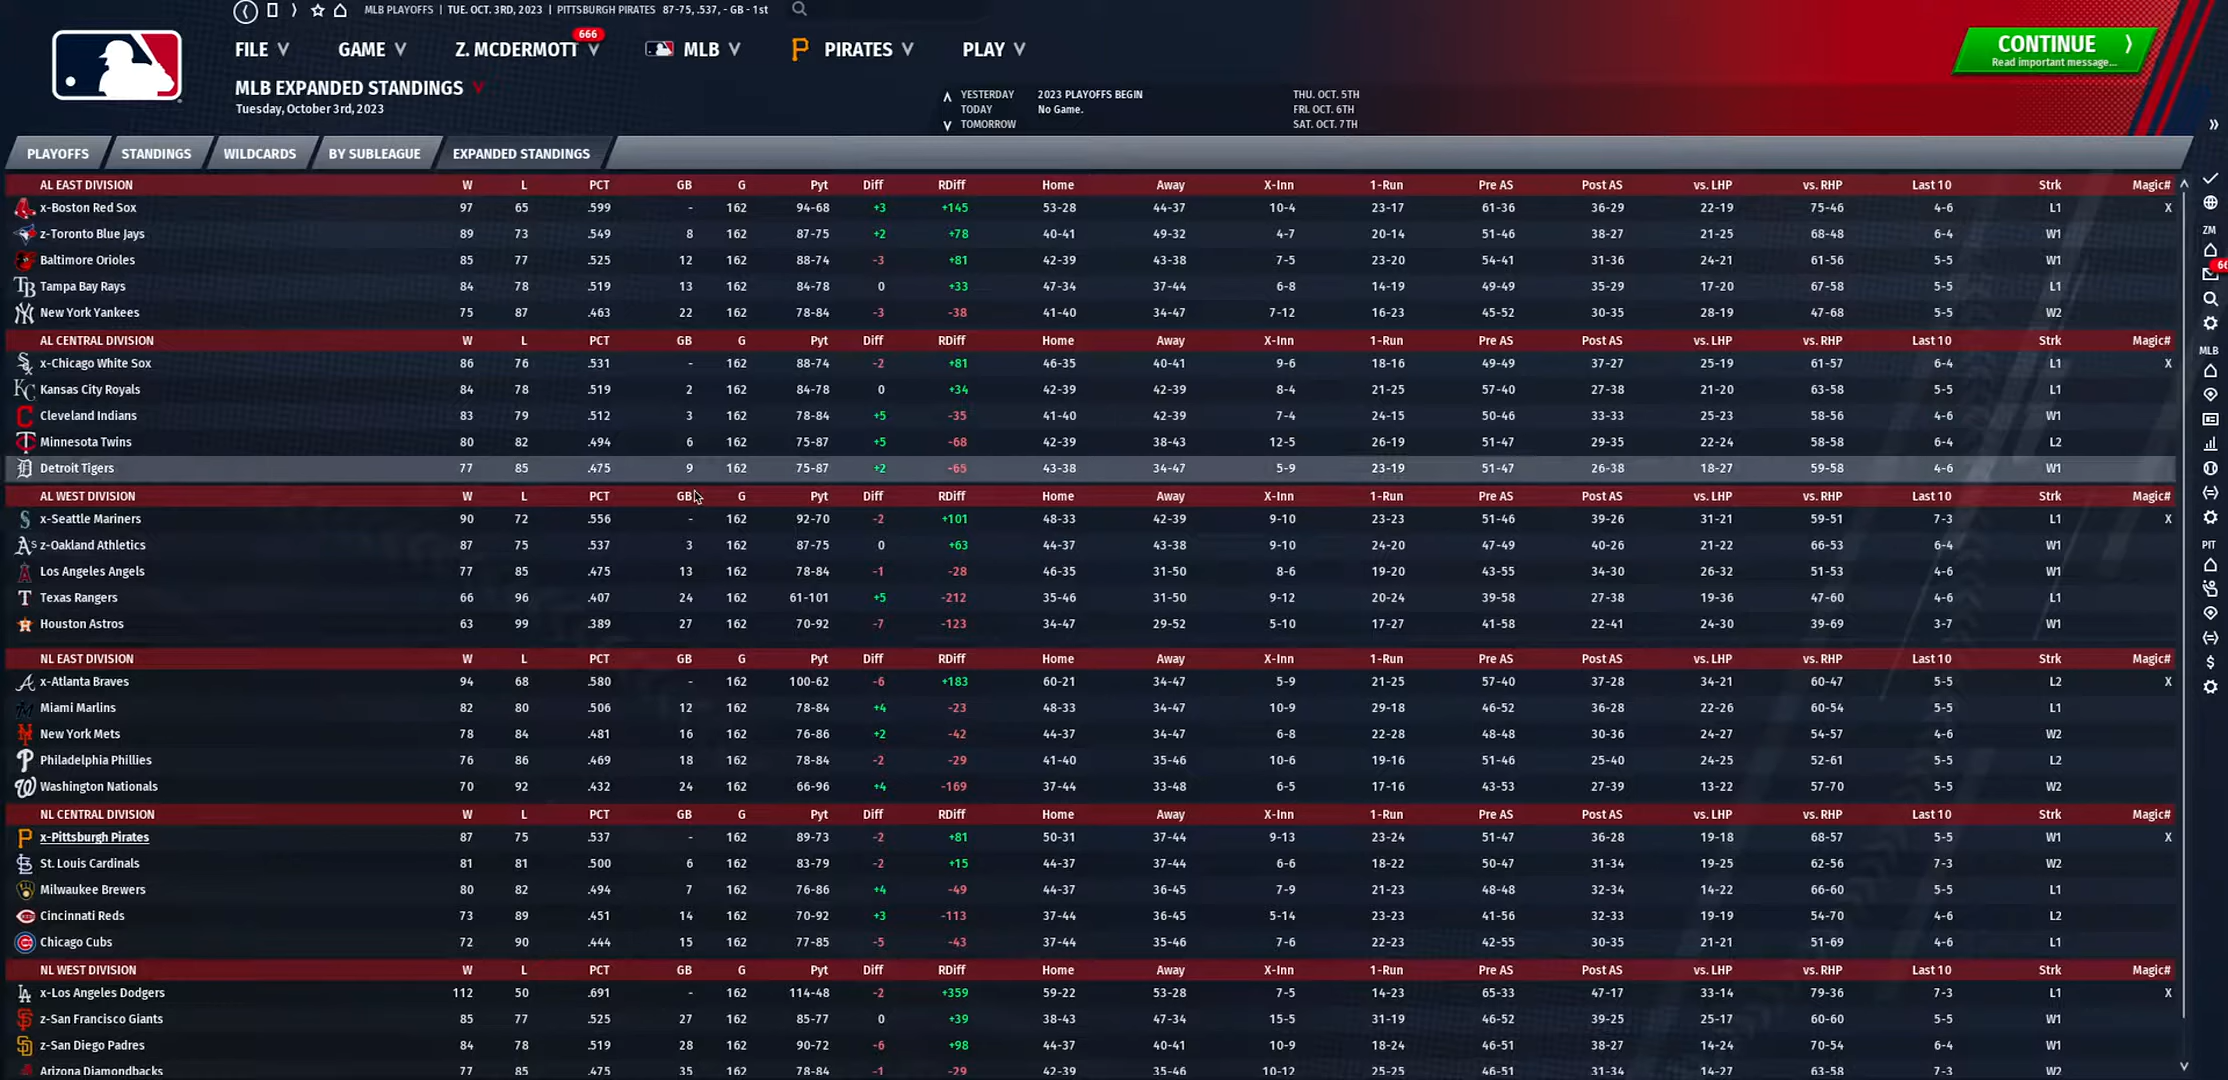 MLB PLAYOFFS | TUE. OCT. 3RD, 2023 | PITTSBURGH PIRATES 87-75, .537, - GB - 1st
FILE GAME Z. MCDERMOTT 666 MLB PIRATES PLAY
CONTINUE
Read important message...
MLB EXPANDED STANDINGS
Tuesday, October 3rd, 2023
YESTERDAY 2023 PLAYOFFS BEGIN THU. OCT. 5TH
TODAY No Game. FRI. OCT. 6TH
TOMORROW SAT. OCT. 7TH
PLAYOFFS STANDINGS WILDCARDS BY SUBLEAGUE EXPANDED STANDINGS
AL EAST DIVISION W L PCT GB G Pyt Diff RDiff Home Away X-Inn 1-Run Pre AS Post AS vs. LHP vs. RHP Last 10 Strk Magic#
x-Boston Red Sox 97 65 .599 - 162 94-68 +3 +145 53-28 44-37 10-4 23-17 61-36 36-29 22-19 75-46 4-6 L1 X
z-Toronto Blue Jays 89 73 .549 8 162 87-75 +2 +78 40-41 49-32 4-7 20-14 51-46 38-27 21-25 68-48 6-4 W1
Baltimore Orioles 85 77 .525 12 162 88-74 -3 +81 42-39 43-38 7-5 23-20 54-41 31-36 24-21 61-56 5-5 W1
Tampa Bay Rays 84 78 .519 13 162 84-78 0 +33 47-34 37-44 6-8 14-19 49-49 35-29 17-20 67-58 5-5 L1
New York Yankees 75 87 .463 22 162 78-84 -3 -38 41-40 34-47 7-12 16-23 45-52 30-35 28-19 47-68 5-5 W2
AL CENTRAL DIVISION W L PCT GB G Pyt Diff RDiff Home Away X-Inn 1-Run Pre AS Post AS vs. LHP vs. RHP Last 10 Strk Magic#
x-Chicago White Sox 86 76 .531 - 162 88-74 -2 +81 46-35 40-41 9-6 18-16 49-49 37-27 25-19 61-57 6-4 L1 X
Kansas City Royals 84 78 .519 2 162 84-78 0 +34 42-39 42-39 8-4 21-25 57-40 27-38 21-20 63-58 5-5 L1
Cleveland Indians 83 79 .512 3 162 78-84 +5 -35 41-40 42-39 7-4 24-15 50-46 33-33 25-23 58-56 4-6 W1
Minnesota Twins 80 82 .494 6 162 75-87 +5 -68 42-39 38-43 12-5 26-19 51-47 29-35 22-24 58-58 6-4 L2
Detroit Tigers 77 85 .475 9 162 75-87 +2 -65 43-38 34-47 5-9 23-19 51-47 26-38 18-27 59-58 4-6 W1
AL WEST DIVISION W L PCT GB G Pyt Diff RDiff Home Away X-Inn 1-Run Pre AS Post AS vs. LHP vs. RHP Last 10 Strk Magic#
x-Seattle Mariners 90 72 .556 - 162 92-70 -2 +101 48-33 42-39 9-10 23-23 51-46 39-26 31-21 59-51 7-3 L1 X
z-Oakland Athletics 87 75 .537 3 162 87-75 0 +63 44-37 43-38 9-10 24-20 47-49 40-26 21-22 66-53 6-4 W1
Los Angeles Angels 77 85 .475 13 162 78-84 -1 -28 46-35 31-50 8-6 19-20 43-55 34-30 26-32 51-53 4-6 W1
Texas Rangers 66 96 .407 24 162 61-101 +5 -212 35-46 31-50 9-12 20-24 39-58 27-38 19-36 47-60 4-6 L1
Houston Astros 63 99 .389 27 162 70-92 -7 -123 34-47 29-52 5-10 17-27 41-58 22-41 24-30 39-69 3-7 W1
NL EAST DIVISION W L PCT GB G Pyt Diff RDiff Home Away X-Inn 1-Run Pre AS Post AS vs. LHP vs. RHP Last 10 Strk Magic#
x-Atlanta Braves 94 68 .580 - 162 100-62 -6 +183 60-21 34-47 5-9 21-25 57-40 37-28 34-21 60-47 5-5 L2 X
Miami Marlins 82 80 .506 12 162 78-84 +4 -23 48-33 34-47 10-9 29-18 46-52 36-28 22-26 60-54 5-5 L1
New York Mets 78 84 .481 16 162 76-86 +2 -42 44-37 34-47 6-8 22-28 48-48 30-36 24-27 54-57 4-6 W2
Philadelphia Phillies 76 86 .469 18 162 78-84 -2 -29 41-40 35-46 10-6 19-16 51-46 25-40 24-25 52-61 5-5 L2
Washington Nationals 70 92 .432 24 162 66-96 +4 -169 37-44 33-48 6-5 17-16 43-53 27-39 13-22 57-70 5-5 W2
NL CENTRAL DIVISION W L PCT GB G Pyt Diff RDiff Home Away X-Inn 1-Run Pre AS Post AS vs. LHP vs. RHP Last 10 Strk Magic#
x-Pittsburgh Pirates 87 75 .537 - 162 89-73 -2 +81 50-31 37-44 9-13 23-24 51-47 36-28 19-18 68-57 5-5 W1 X
St. Louis Cardinals 81 81 .500 6 162 83-79 -2 +15 44-37 37-44 6-6 18-22 50-47 31-34 19-25 62-56 7-3 W2
Milwaukee Brewers 80 82 .494 7 162 76-86 +4 -49 44-37 36-45 7-9 21-23 48-48 32-34 14-22 66-60 5-5 L1
Cincinnati Reds 73 89 .451 14 162 70-92 +3 -113 37-44 36-45 5-14 23-23 41-56 32-33 19-19 54-70 4-6 L2
Chicago Cubs 72 90 .444 15 162 77-85 -5 -43 37-44 35-46 7-6 22-23 42-55 30-35 21-21 51-69 4-6 L1
NL WEST DIVISION W L PCT GB G Pyt Diff RDiff Home Away X-Inn 1-Run Pre AS Post AS vs. LHP vs. RHP Last 10 Strk Magic#
x-Los Angeles Dodgers 112 50 .691 - 162 114-48 -2 +359 59-22 53-28 7-5 14-23 65-33 47-17 33-14 79-36 7-3 L1 X
z-San Francisco Giants 85 77 .525 27 162 85-77 0 +39 38-43 47-34 15-5 31-19 46-52 39-25 25-17 60-60 5-5 W1
z-San Diego Padres 84 78 .519 28 162 90-72 -6 +98 44-37 40-41 10-9 18-24 46-51 38-27 14-24 70-54 6-4 W1
Arizona Diamondbacks 77 85 .475 35 162 78-84 -1 -29 42-39 35-46 10-12 25-25 46-51 31-34 14-27 63-58 7-3 W2
ZM
66
MLB
PIT